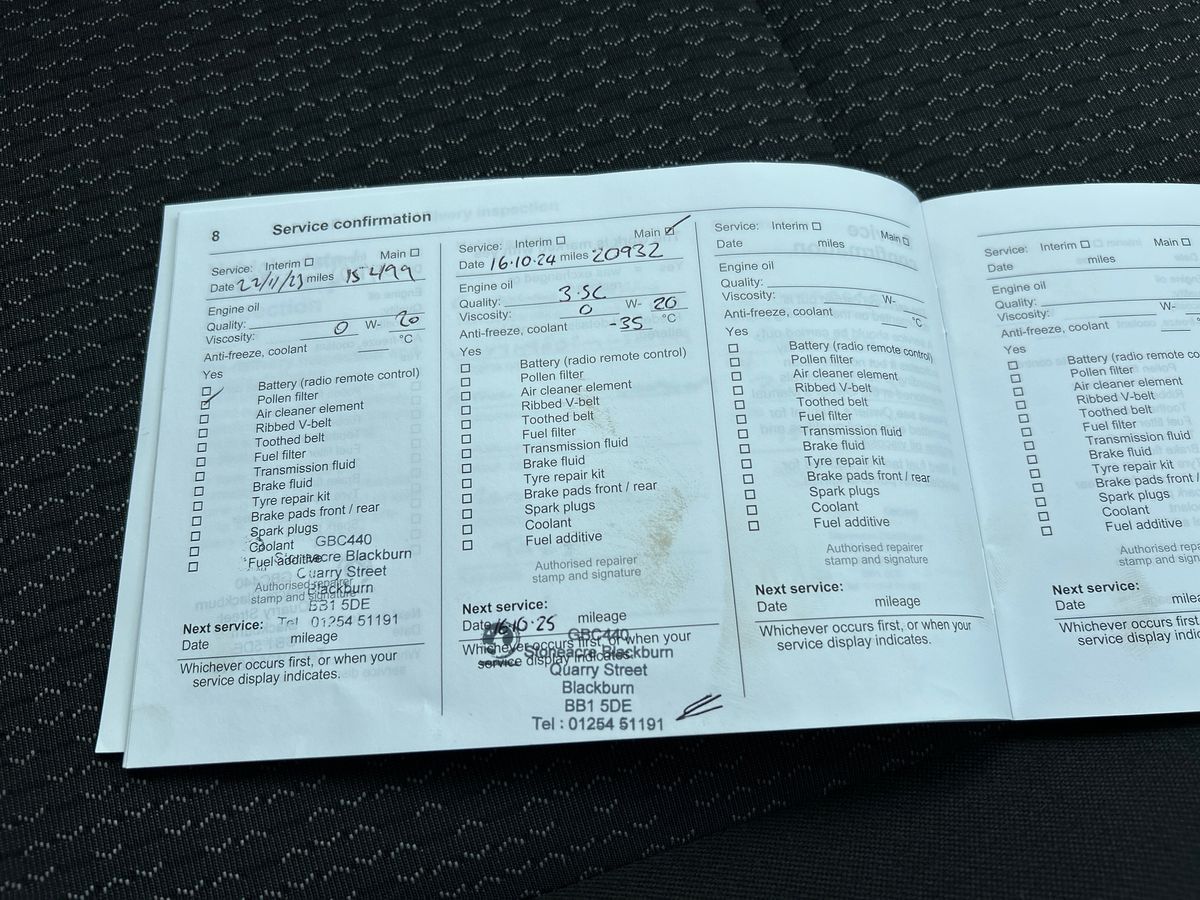 8 Service confirmation
Service: Interim Main
Date 22/11/23 miles 15499
Engine oil
Quality:
Viscosity: 0 W- 20
Anti-freeze, coolant °C
Yes
Battery (radio remote control)
Pollen filter
Air cleaner element
Ribbed V-belt
Toothed belt
Fuel filter
Transmission fluid
Brake fluid
Tyre repair kit
Brake pads front / rear
Spark plugs
Coolant
Fuel additive
Authorised repairer
stamp and signature
GBC440
Stoneacre Blackburn
Quarry Street
Blackburn
BB1 5DE
Tel 01254 51191
Next service:
Date mileage
Whichever occurs first, or when your
service display indicates.
Service: Interim Main
Date 16.10.24 miles 20932
Engine oil
Quality:
Viscosity: 0 W- 20
Anti-freeze, coolant -35 °C
Yes
Battery (radio remote control)
Pollen filter
Air cleaner element
Ribbed V-belt
Toothed belt
Fuel filter
Transmission fluid
Brake fluid
Tyre repair kit
Brake pads front / rear
Spark plugs
Coolant
Fuel additive
Authorised repairer
stamp and signature
Next service:
Date 16.10.25 mileage
Whichever occurs first, or when your
service display indicates.
GBC440
Stoneacre Blackburn
Quarry Street
Blackburn
BB1 5DE
Tel : 01254 51191
Service: Interim Main
Date miles
Engine oil
Quality:
Viscosity: W-
Anti-freeze, coolant °C
Yes
Battery (radio remote control)
Pollen filter
Air cleaner element
Ribbed V-belt
Toothed belt
Fuel filter
Transmission fluid
Brake fluid
Tyre repair kit
Brake pads front / rear
Spark plugs
Coolant
Fuel additive
Authorised repairer
stamp and signature
Next service:
Date mileage
Whichever occurs first, or when your
service display indicates.
Service: Interim Main
Date miles
Engine oil
Quality:
Viscosity: W-
Anti-freeze, coolant
Yes
Battery (radio remote co
Pollen filter
Air cleaner element
Ribbed V-belt
Toothed belt
Fuel filter
Transmission fluid
Brake fluid
Tyre repair kit
Brake pads front /
Spark plugs
Coolant
Fuel additive
Authorised repa
stamp and sign
Next service:
Date milea
Whichever occurs first,
service display indica